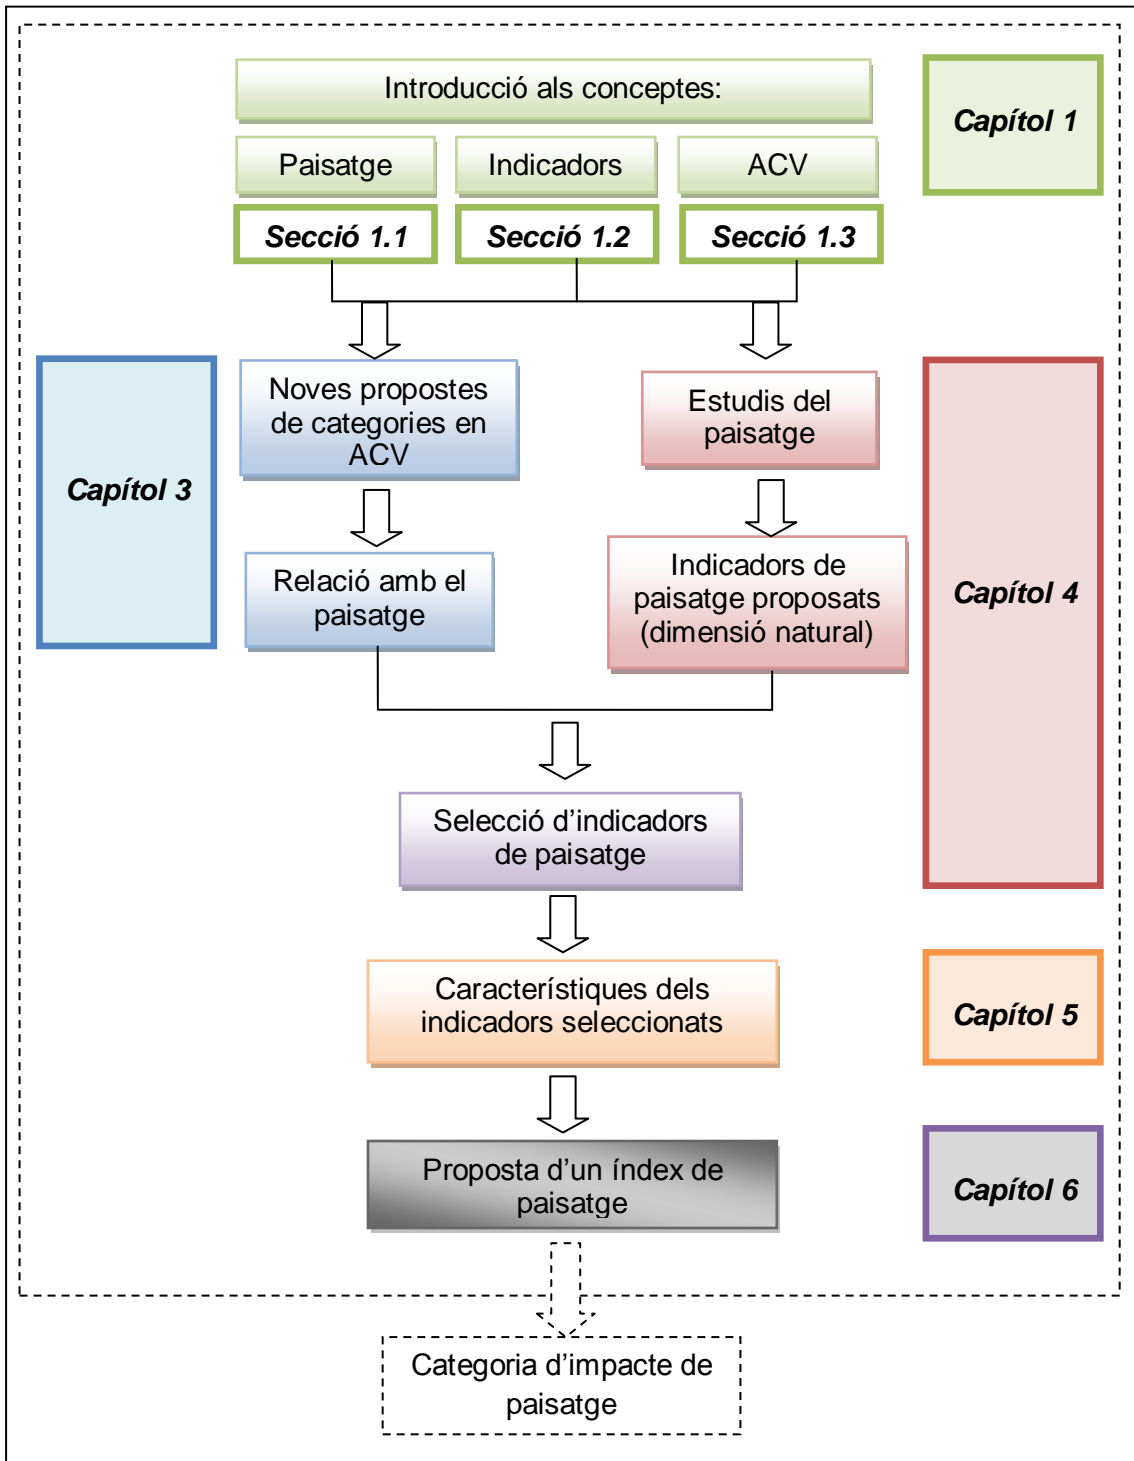 Introducció als conceptes:
Capítol 1
Paisatge
Indicadors
ACV
Secció 1.1
Secció 1.2
Secció 1.3
Noves propostes
de categories en
ACV
Estudis del
paisatge
Capítol 3
Relació amb el
paisatge
Indicadors de
paisatge proposats
(dimensió natural)
Capítol 4
Selecció d’indicadors
de paisatge
Característiques dels
indicadors seleccionats
Capítol 5
Proposta d’un índex de
paisatge
Capítol 6
Categoria d’impacte de
paisatge